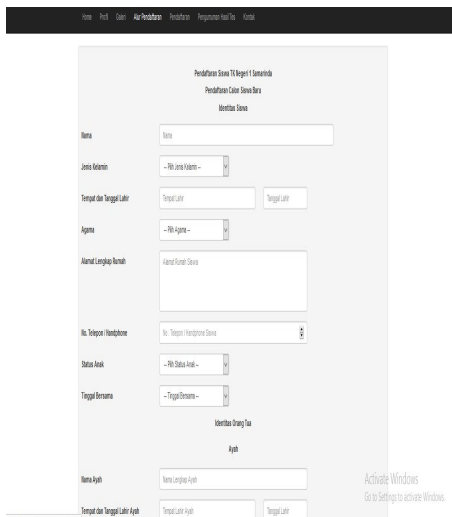 Home Profil Galeri Alur Pendaftaran Pendaftaran Pengumuman Hasil Tes Kontak
Pendaftaran Siswa TK Negeri 1 Samarinda
Pendaftaran Calon Siswa Baru
Identitas Siswa
Nama Nama
Jenis Kelamin -- Pilih Jenis Kelamin --
Tempat dan Tanggal Lahir Tempat Lahir Tanggal Lahir
Agama -- Pilih Agama --
Alamat Lengkap Rumah Alamat Rumah Siswa
No. Telepon / Handphone No. Telepon / Handphone Siswa
Status Anak -- Pilih Status Anak --
Tinggal Bersama -- Tinggal Bersama --
Identitas Orang Tua
Ayah
Nama Ayah Nama Lengkap Ayah
Activate Windows
Go to Settings to activate Windows.
Tempat dan Tanggal Lahir Ayah Tempat Lahir Ayah Tanggal Lahir